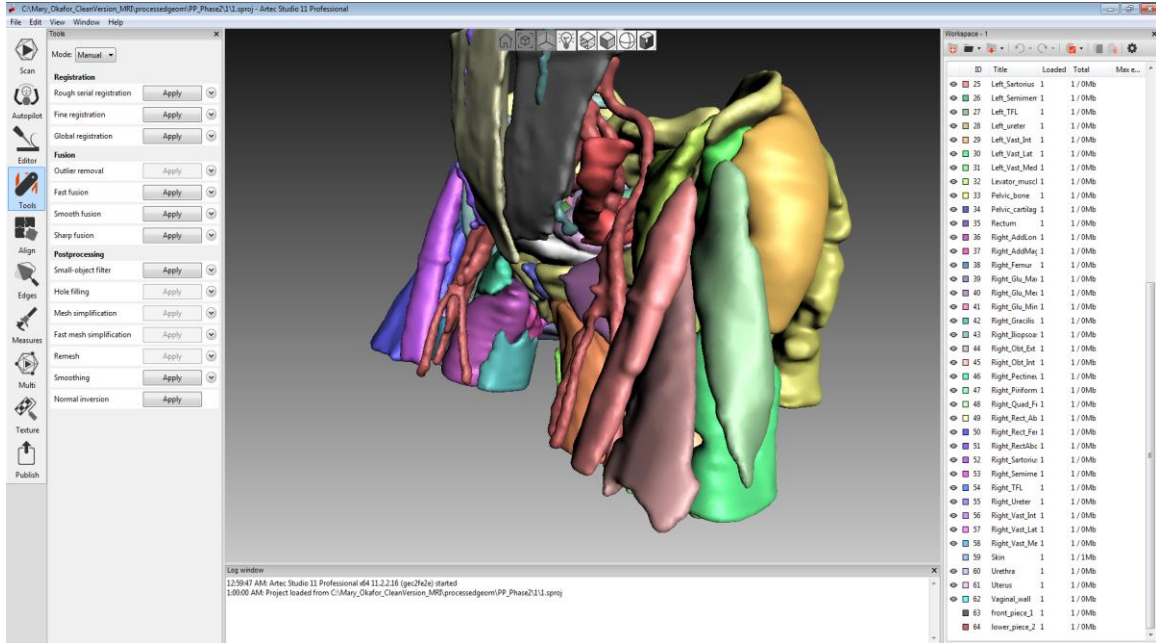 C:\Mary_Okafor_CleanVersion_MRI\processedgeom\PP_Phase2\1\1.sproj - Artec Studio 11 Professional
File Edit View Window Help
Tools
Mode: Manual
Registration
Rough serial registration Apply
Fine registration Apply
Global registration Apply
Fusion
Outlier removal Apply
Fast fusion Apply
Smooth fusion Apply
Sharp fusion Apply
Postprocessing
Small-object filter Apply
Hole filling Apply
Mesh simplification Apply
Fast mesh simplification Apply
Remesh Apply
Smoothing Apply
Normal inversion Apply
Scan
Autopilot
Editor
Tools
Align
Edges
Measures
Multi
Texture
Publish
Log window
12:59:47 AM: Artec Studio 11 Professional x64 11.2.2.16 (gec2fe2e) started
1:00:00 AM: Project loaded from C:\Mary_Okafor_CleanVersion_MRI\processedgeom\PP_Phase2\1\1.sproj
Workspace - 1
ID Title Loaded Total Max e...
25 Left_Sartorius 1 1 / 0Mb
26 Left_Semimem 1 1 / 0Mb
27 Left_TFL 1 1 / 0Mb
28 Left_ureter 1 1 / 0Mb
29 Left_Vast_Int 1 1 / 0Mb
30 Left_Vast_Lat 1 1 / 0Mb
31 Left_Vast_Med 1 1 / 0Mb
32 Levator_muscl 1 1 / 0Mb
33 Pelvic_bone 1 1 / 0Mb
34 Pelvic_cartilag 1 1 / 0Mb
35 Rectum 1 1 / 0Mb
36 Right_AddLon 1 1 / 0Mb
37 Right_AddMag 1 1 / 0Mb
38 Right_Femur 1 1 / 0Mb
39 Right_Glu_Max 1 1 / 0Mb
40 Right_Glu_Mec 1 1 / 0Mb
41 Right_Glu_Min 1 1 / 0Mb
42 Right_Gracilis 1 1 / 0Mb
43 Right_Iliopsoa 1 1 / 0Mb
44 Right_Obt_Ext 1 1 / 0Mb
45 Right_Obt_Int 1 1 / 0Mb
46 Right_Pectineu 1 1 / 0Mb
47 Right_Piriform 1 1 / 0Mb
48 Right_Quad_Fe 1 1 / 0Mb
49 Right_Rect_Ab 1 1 / 0Mb
50 Right_Rect_Fer 1 1 / 0Mb
51 Right_RectAbc 1 1 / 0Mb
52 Right_Sartoriu 1 1 / 0Mb
53 Right_Semime 1 1 / 0Mb
54 Right_TFL 1 1 / 0Mb
55 Right_Ureter 1 1 / 0Mb
56 Right_Vast_Int 1 1 / 0Mb
57 Right_Vast_Lat 1 1 / 0Mb
58 Right_Vast_Me 1 1 / 0Mb
59 Skin 1 1 / 1Mb
60 Urethra 1 1 / 0Mb
61 Uterus 1 1 / 0Mb
62 Vaginal_wall 1 1 / 0Mb
63 front_piece_1 1 1 / 0Mb
64 lower_piece_2 1 1 / 0Mb